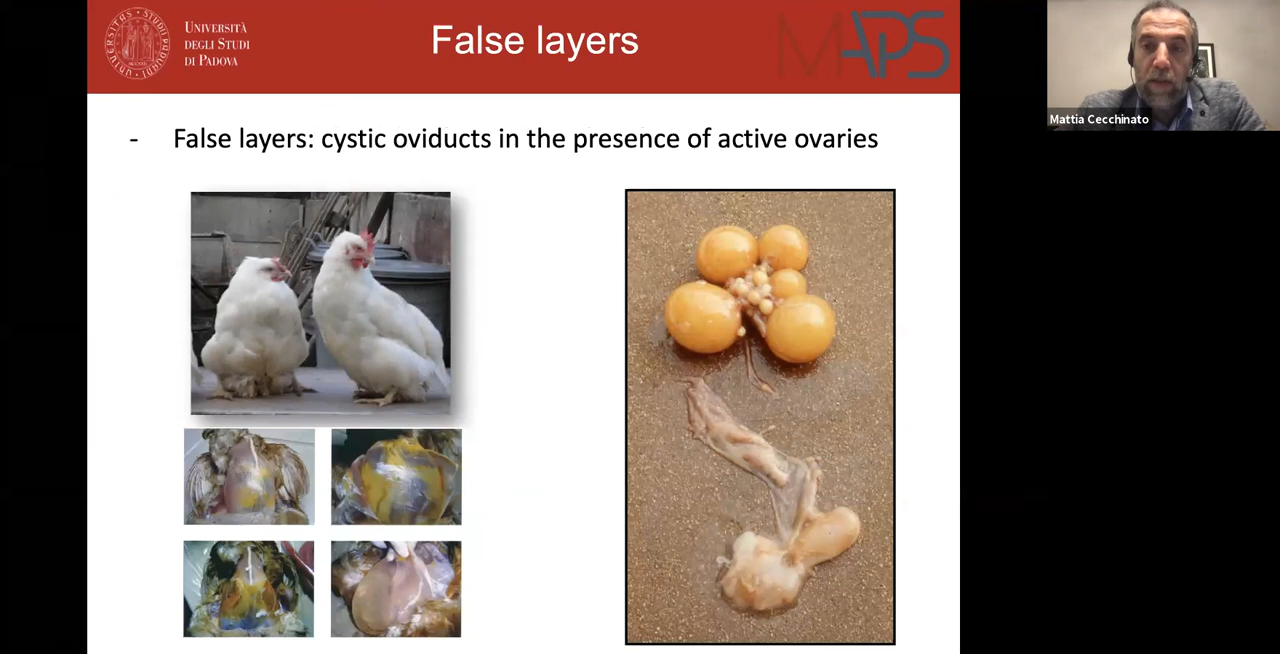 UNIVERSITÀ
DEGLI STUDI
DI PADOVA
False layers
MAPS
- False layers: cystic oviducts in the presence of active ovaries
Mattia Cecchinato